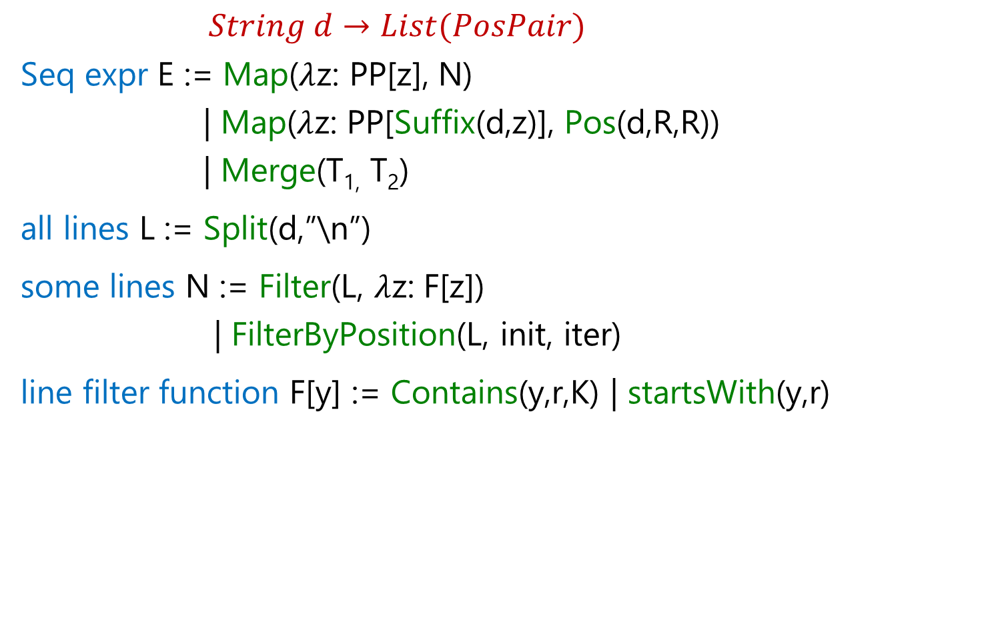 String d → List(PosPair)
Seq expr E := Map(λz: PP[z], N)
| Map(λz: PP[Suffix(d,z)], Pos(d,R,R))
| Merge(T₁, T₂)
all lines L := Split(d,"\n")
some lines N := Filter(L, λz: F[z])
| FilterByPosition(L, init, iter)
line filter function F[y] := Contains(y,r,K) | startsWith(y,r)